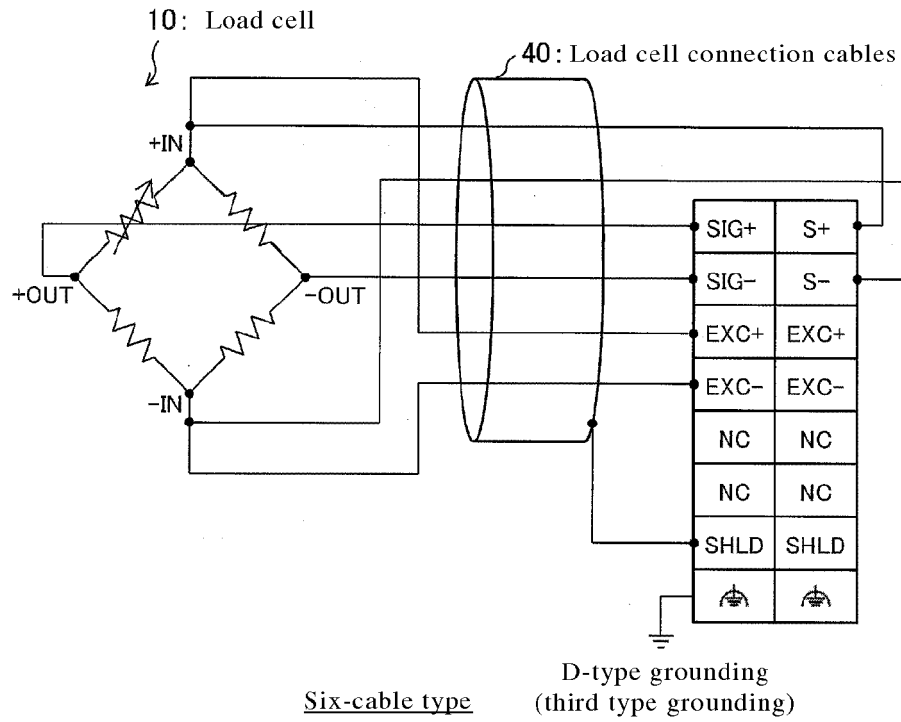 10: Load cell
40: Load cell connection cables
+IN
+OUT
-OUT
-IN
SIG+ S+
SIG- S-
EXC+ EXC+
EXC- EXC-
NC NC
NC NC
SHLD SHLD
D-type grounding
Six-cable type (third type grounding)